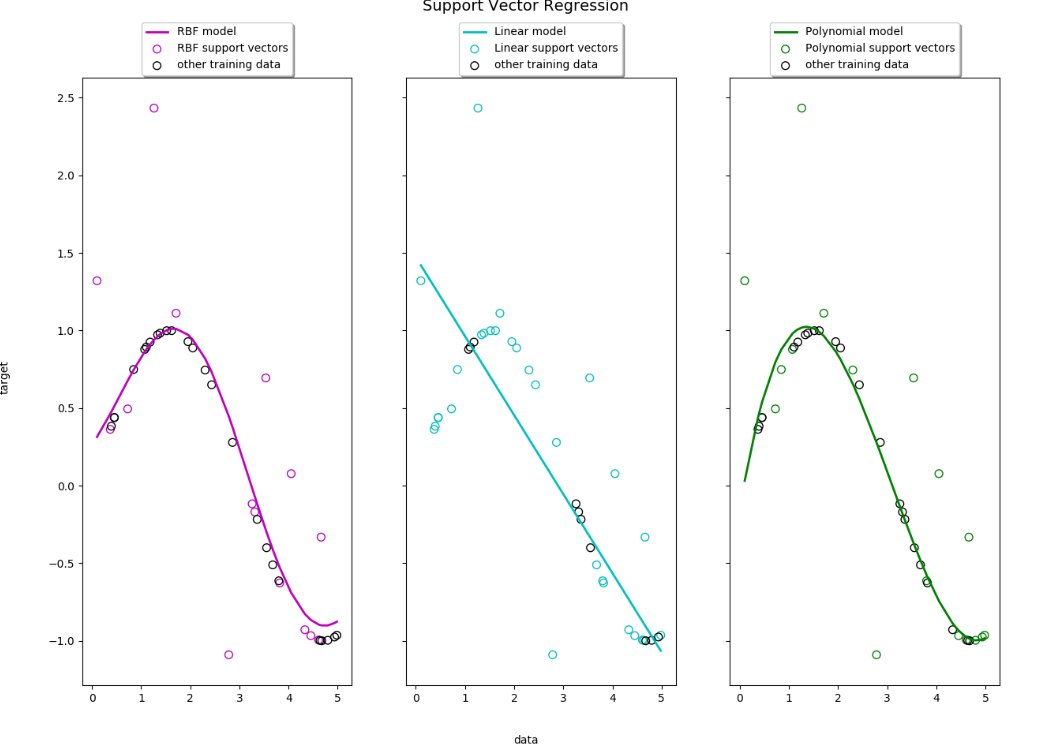 Support Vector Regression
RBF model
RBF support vectors
other training data
Linear model
Linear support vectors
other training data
Polynomial model
Polynomial support vectors
other training data
target
2.5
2.0
1.5
1.0
0.5
0.0
−0.5
−1.0
0 1 2 3 4 5
0 1 2 3 4 5
0 1 2 3 4 5
data